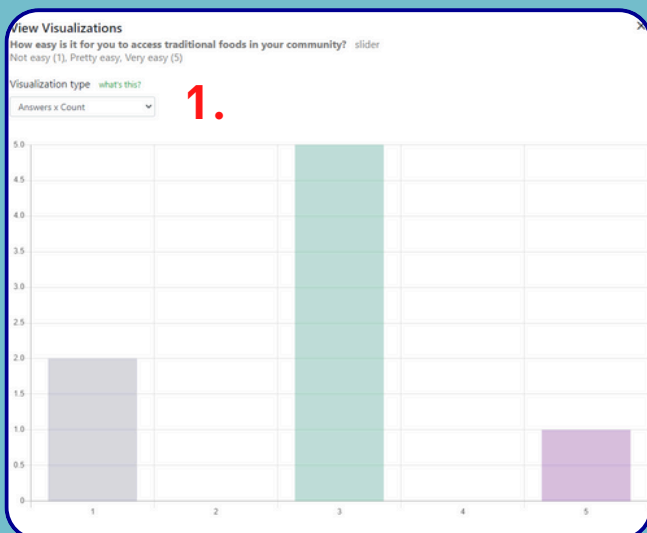 View Visualizations
×
How easy is it for you to access traditional foods in your community? slider
Not easy (1), Pretty easy, Very easy (5)
Visualization type what's this?
Answers x Count
1.
5.0
4.5
4.0
3.5
3.0
2.5
2.0
1.5
1.0
0.5
0
1 2 3 4 5